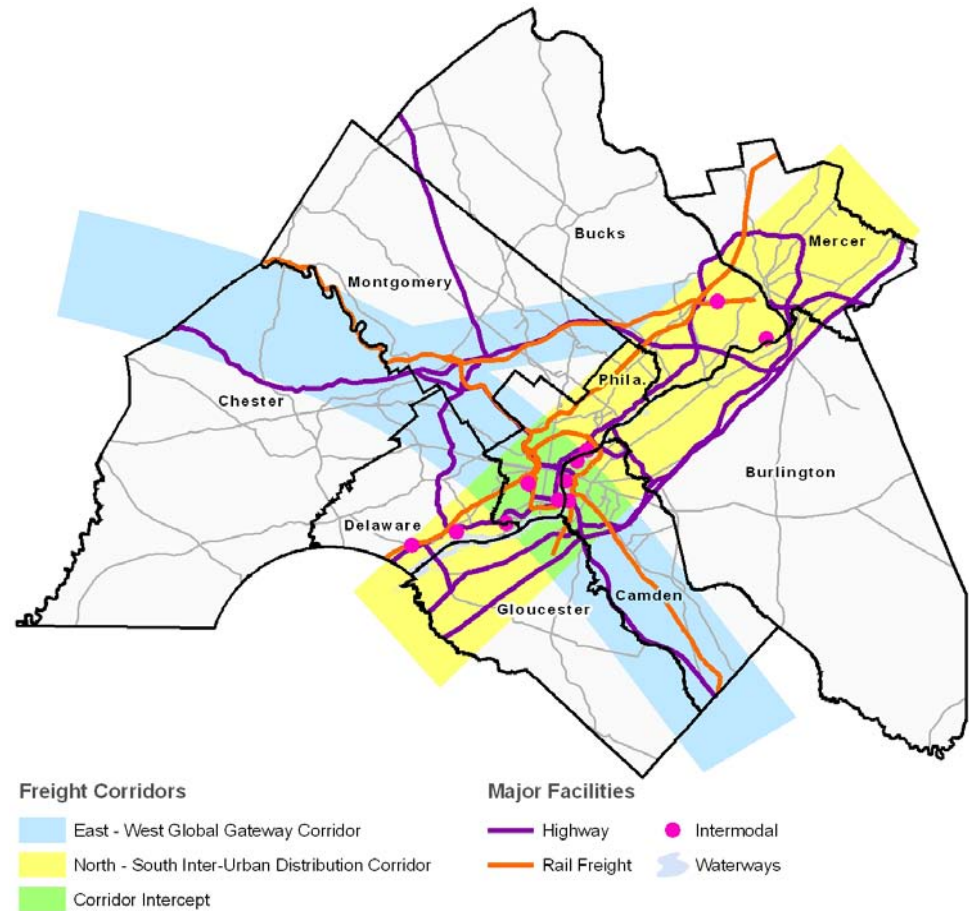 Bucks
Mercer
Montgomery
Phila.
Chester
Burlington
Delaware
Camden
Gloucester
Freight Corridors
East - West Global Gateway Corridor
North - South Inter-Urban Distribution Corridor
Corridor Intercept
Major Facilities
Highway
Intermodal
Rail Freight
Waterways